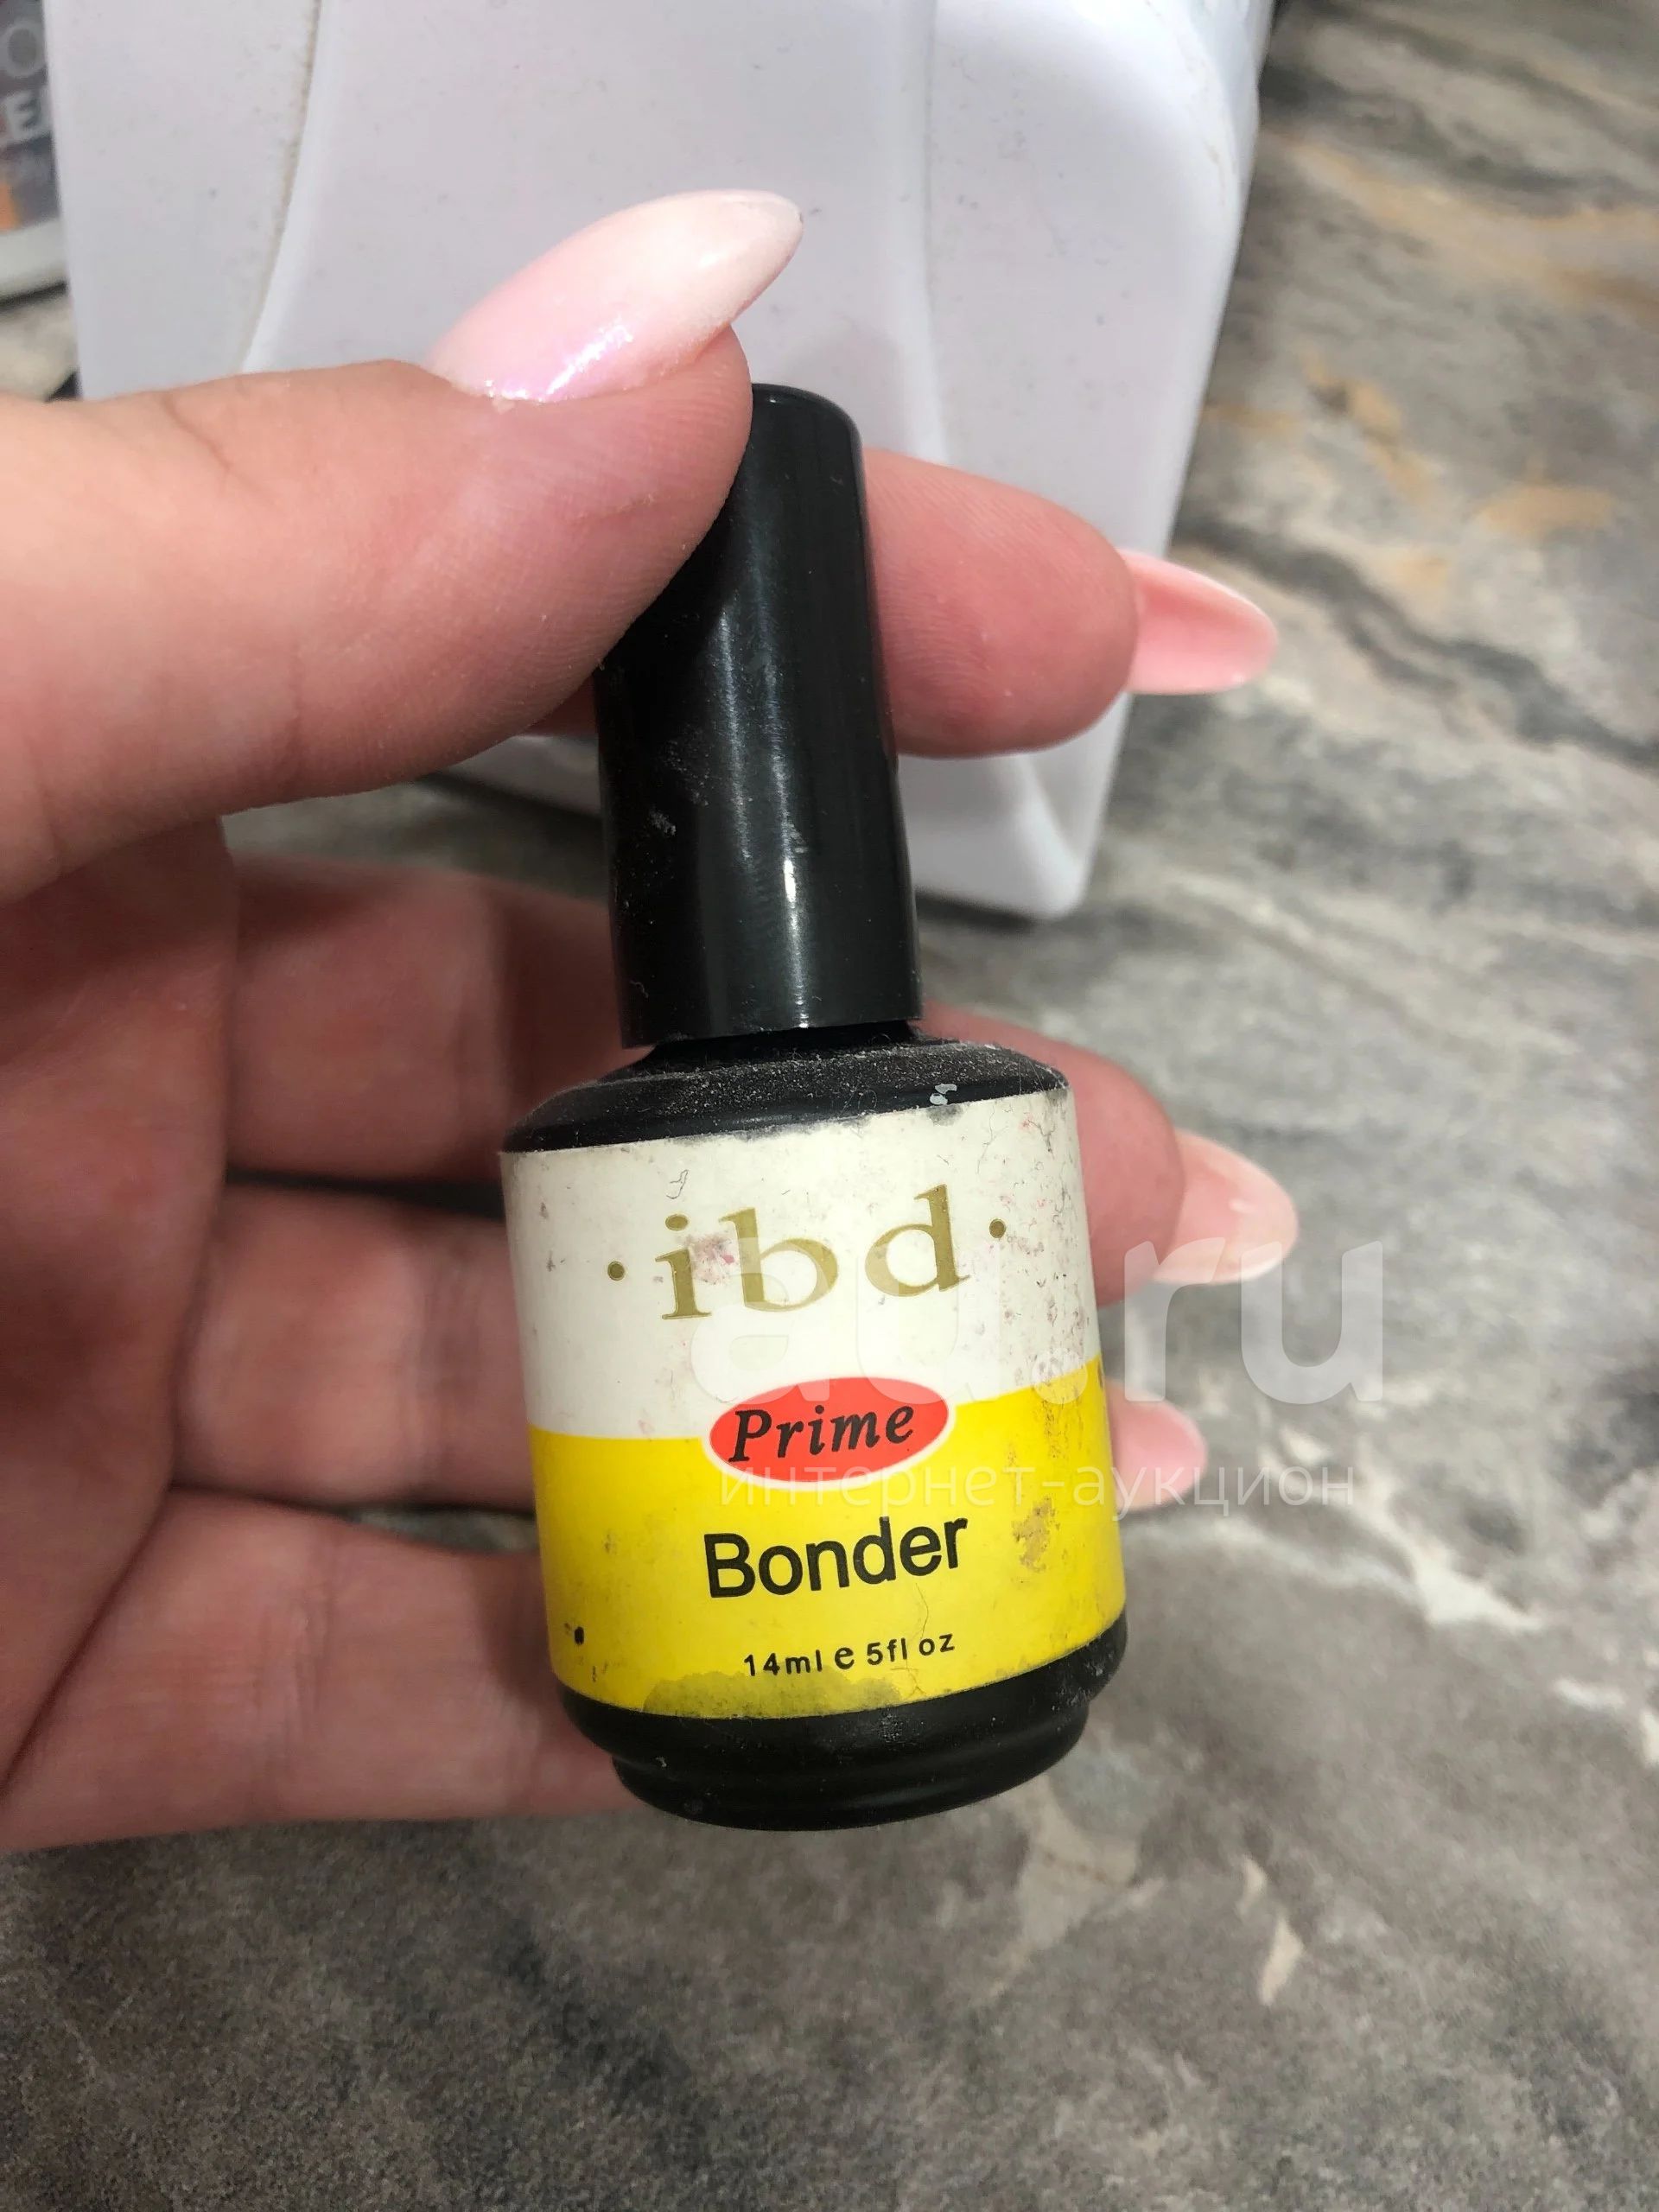 ·ibd·
Prime
Bonder
14ml e 5fl oz
au.ru
интернет-аукцион